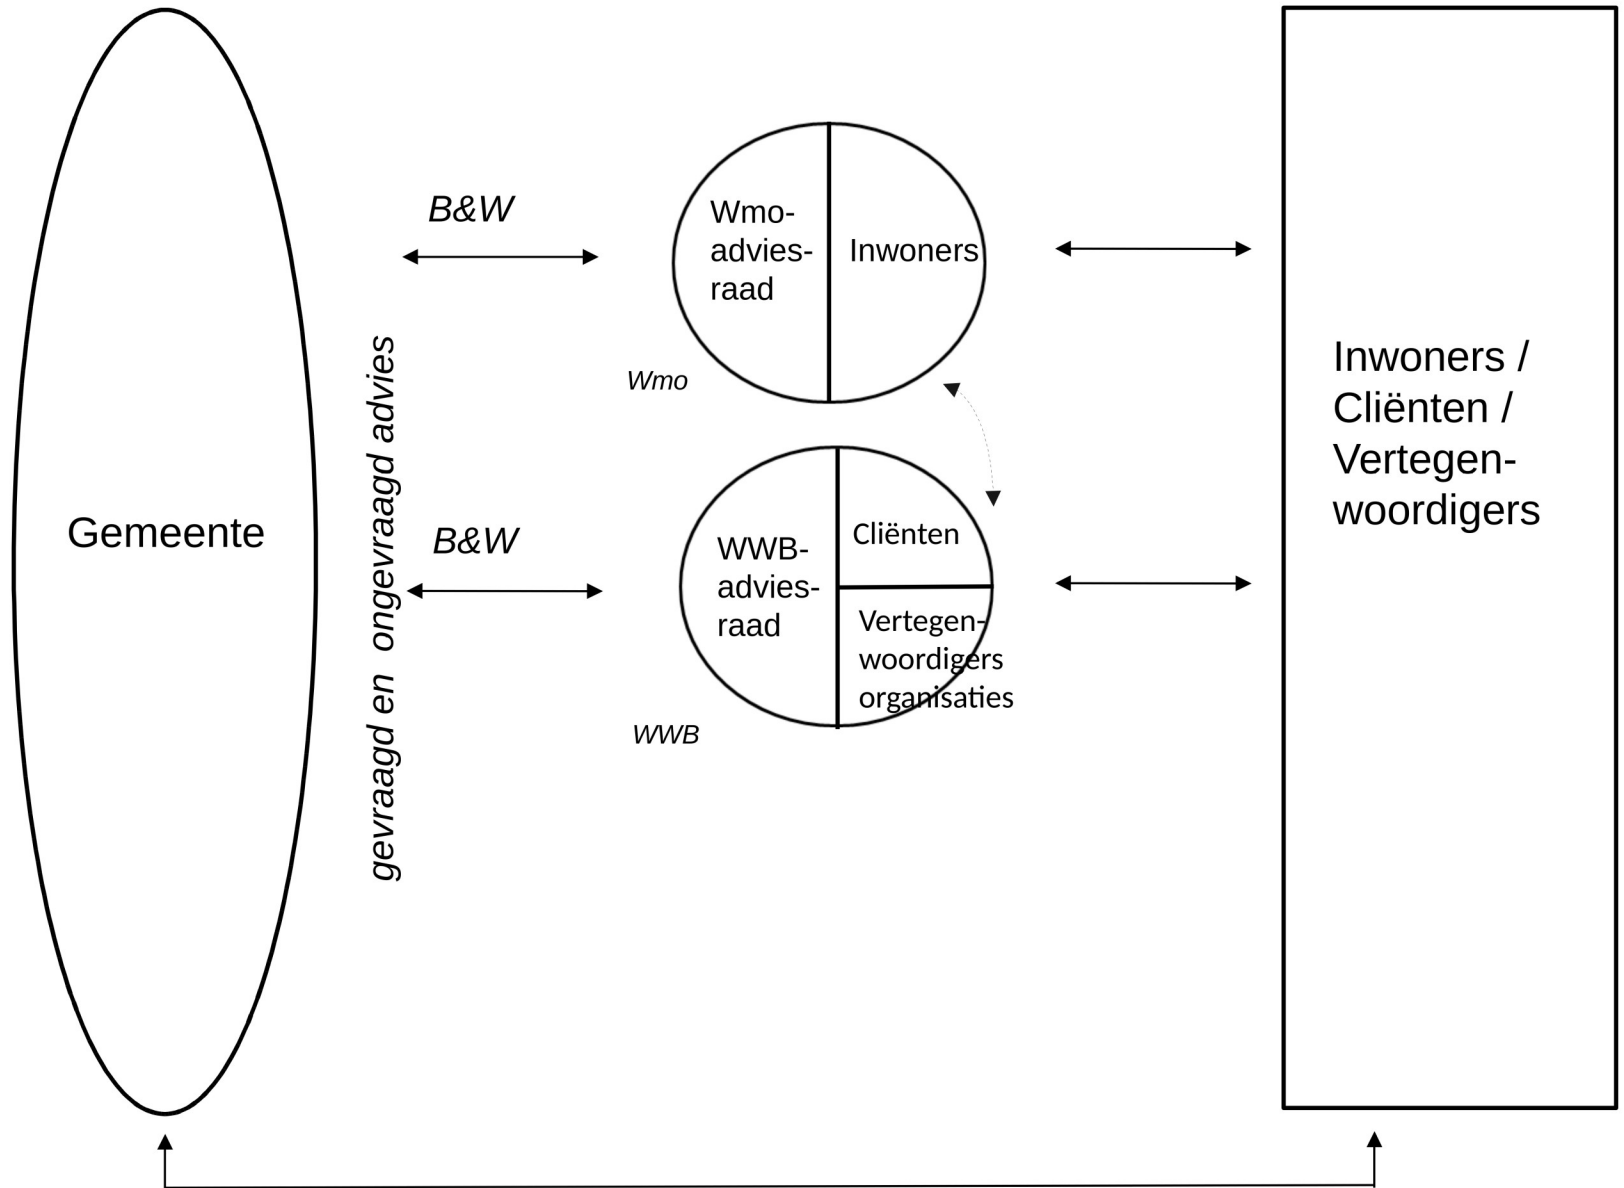 Gemeente
gevraagd en ongevraagd advies
B&W
B&W
Wmo-
advies-
raad
Inwoners
Wmo
WWB-
advies-
raad
Cliënten
Vertegen-
woordigers
organisaties
WWB
Inwoners /
Cliënten /
Vertegen-
woordigers